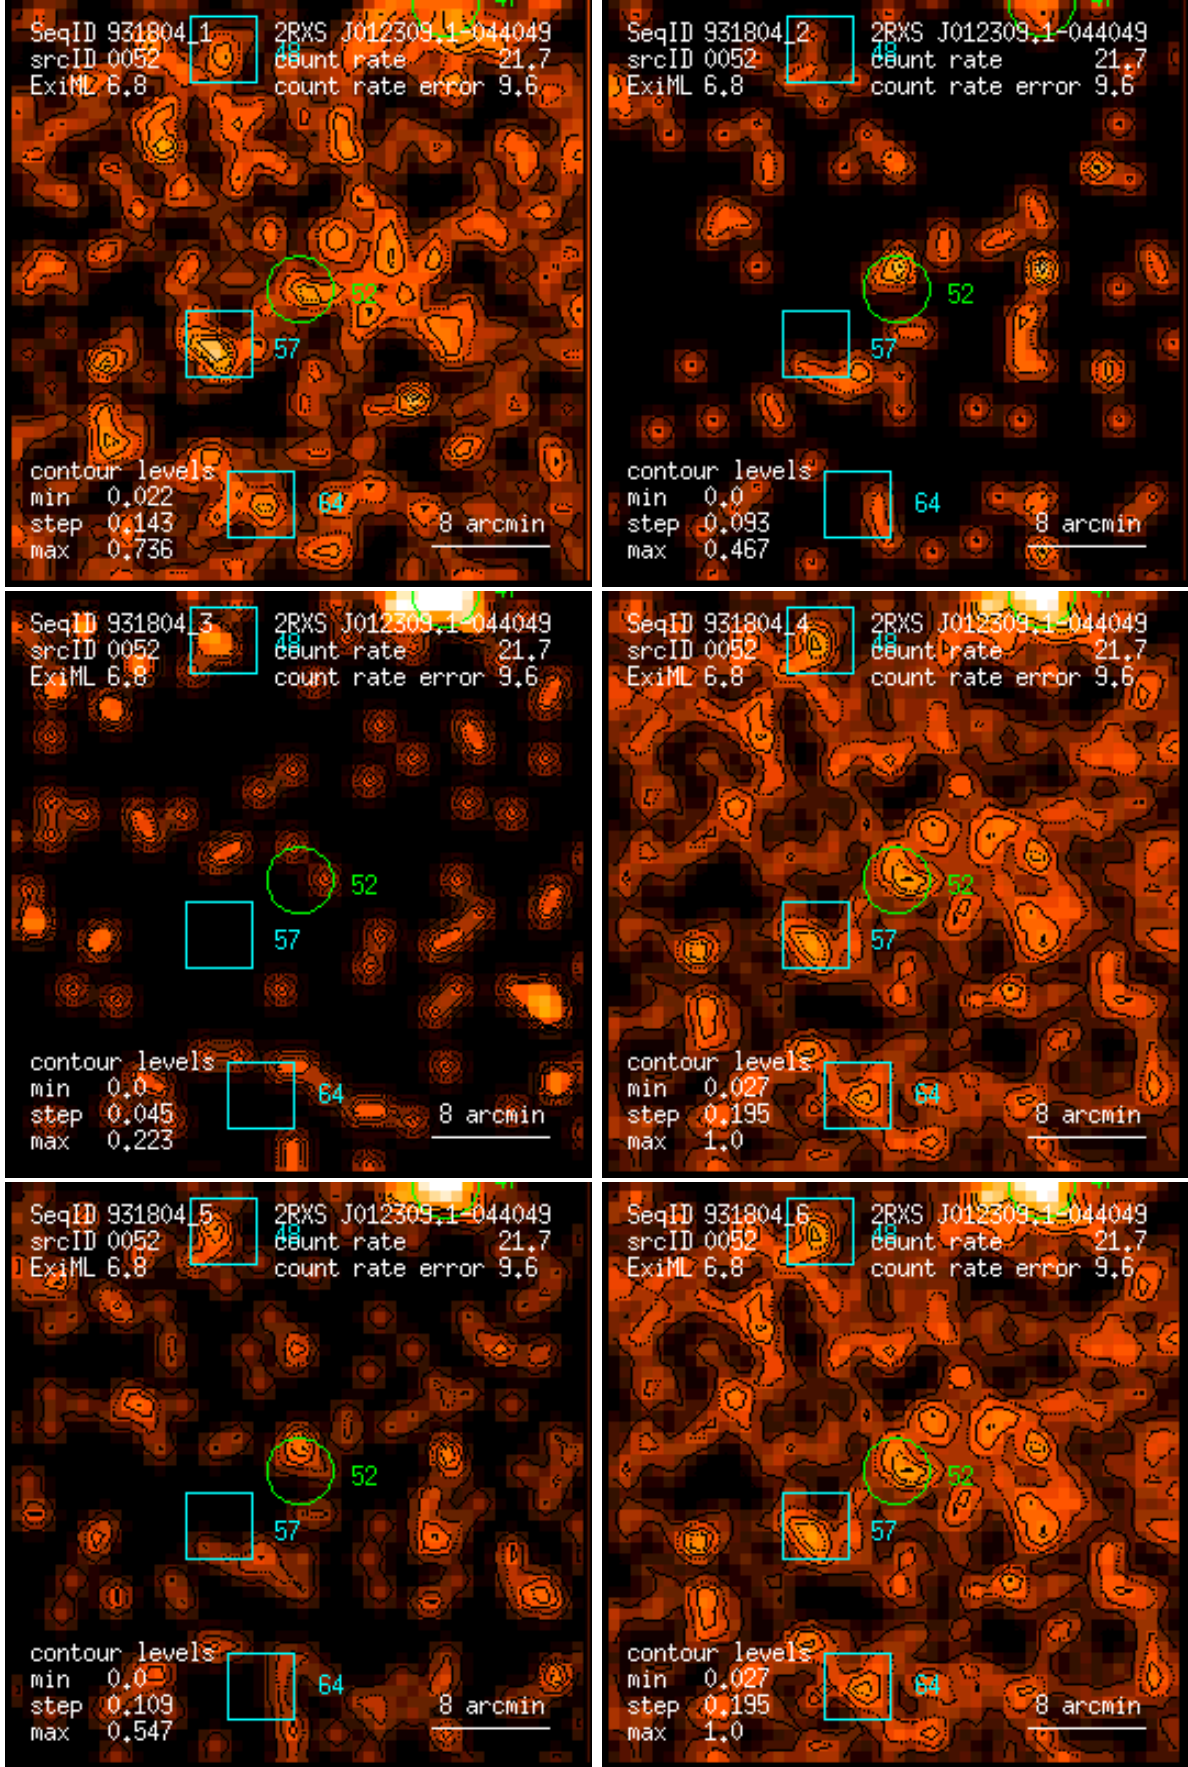 SeqID 931804_1 2RXS J012309.1-044049
srcID 0052 48 count rate 21.7
ExiML 6.8 count rate error 9.6
52
57
contour levels
min 0.022
64
step 0.143 8 arcmin
max 0.736
SeqID 931804_2 2RXS J012309.1-044049
srcID 0052 48 count rate 21.7
ExiML 6.8 count rate error 9.6
52
57
contour levels
min 0.0
64
step 0.093 8 arcmin
max 0.467
SeqID 931804_3 2RXS J012309.1-044049
srcID 0052 48 count rate 21.7
ExiML 6.8 count rate error 9.6
52
57
contour levels
min 0.0
64
step 0.045 8 arcmin
max 0.223
SeqID 931804_4 2RXS J012309.1-044049
srcID 0052 48 count rate 21.7
ExiML 6.8 count rate error 9.6
52
57
contour levels
min 0.027
64
step 0.195 8 arcmin
max 1.0
SeqID 931804_5 2RXS J012309.1-044049
srcID 0052 48 count rate 21.7
ExiML 6.8 count rate error 9.6
52
57
contour levels
min 0.0
64
step 0.109 8 arcmin
max 0.547
SeqID 931804_6 2RXS J012309.1-044049
srcID 0052 48 count rate 21.7
ExiML 6.8 count rate error 9.6
52
57
contour levels
min 0.027
64
step 0.195 8 arcmin
max 1.0